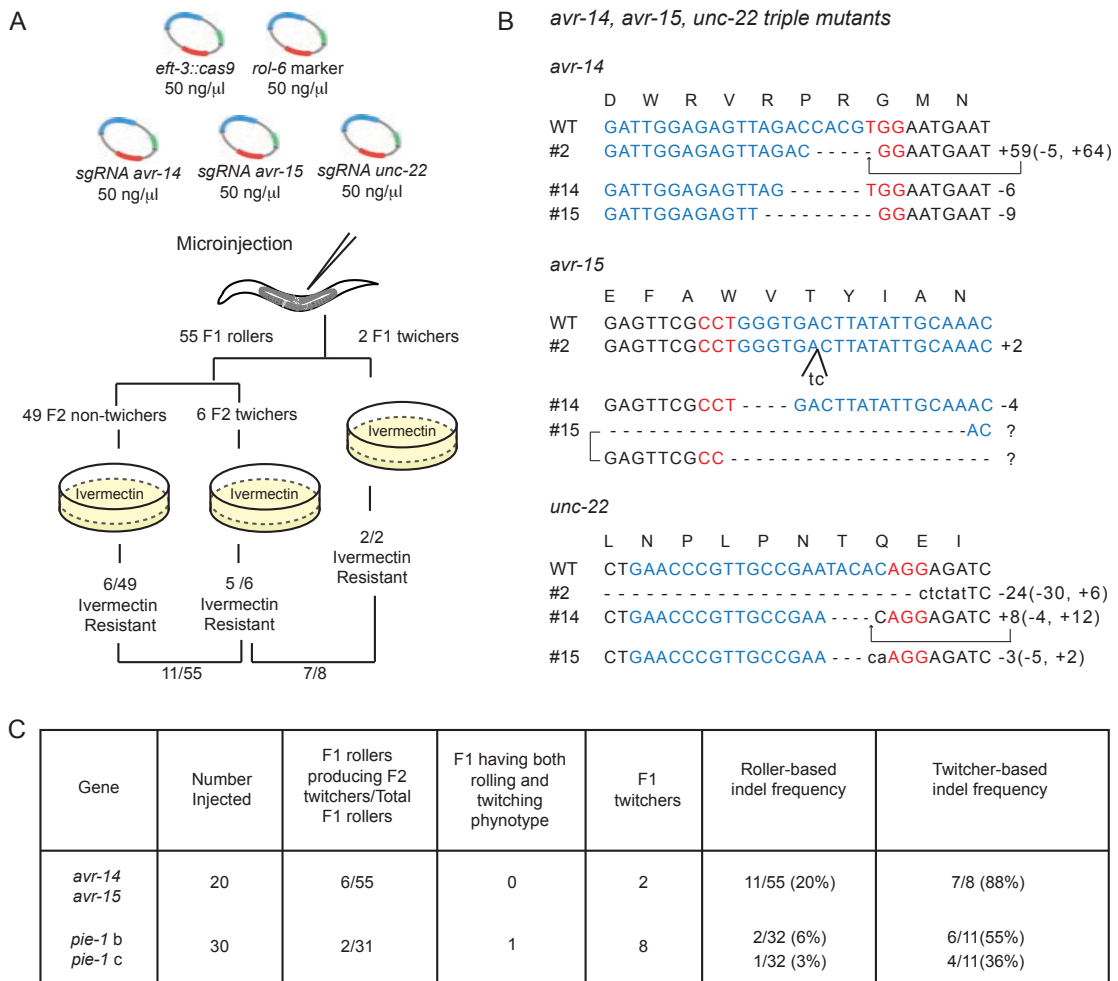 A
eft-3::cas9
50 ng/μl
rol-6 marker
50 ng/μl
sgRNA avr-14
50 ng/μl
sgRNA avr-15
50 ng/μl
sgRNA unc-22
50 ng/μl
Microinjection
55 F1 rollers
2 F1 twichers
49 F2 non-twichers
6 F2 twichers
Ivermectin
Ivermectin
Ivermectin
6/49
Ivermectin
Resistant
5 /6
Ivermectin
Resistant
2/2
Ivermectin
Resistant
11/55
7/8
B
avr-14, avr-15, unc-22 triple mutants
avr-14
D W R V R P R G M N
WT GATTGGAGAGTTAGACCACGTGGAATGAAT
#2 GATTGGAGAGTTAGAC - - - - - GGAATGAAT +59(-5, +64)
#14 GATTGGAGAGTTAG - - - - - - TGGAATGAAT -6
#15 GATTGGAGAGTT - - - - - - - - - GGAATGAAT -9
avr-15
E F A W V T Y I A N
WT GAGTTCGCCTGGGTGACTTATATTGCAAAC
#2 GAGTTCGCCTGGGTGACTTATATTGCAAAC +2
tc
#14 GAGTTCGCCT - - - - GACTTATATTGCAAAC -4
#15 - - - - - - - - - - - - - - - - - - - - - - - - - - - - AC ?
GAGTTCGCC - - - - - - - - - - - - - - - - - - - - - ?
unc-22
L N P L P N T Q E I
WT CTGAACCCGTTGCCGAATACACAGGAGATC
#2 - - - - - - - - - - - - - - - - - - - - - - ctctatTC -24(-30, +6)
#14 CTGAACCCGTTGCCGAA - - - - CAGGAGATC +8(-4, +12)
#15 CTGAACCCGTTGCCGAA - - - caAGGAGATC -3(-5, +2)
C
Gene
Number
Injected
F1 rollers
producing F2
twitchers/Total
F1 rollers
F1 having both
rolling and
twitching
phynotype
F1
twitchers
Roller-based
indel frequency
Twitcher-based
indel frequency
avr-14
avr-15
20
6/55
0
2
11/55 (20%)
7/8 (88%)
pie-1 b
pie-1 c
30
2/31
1
8
2/32 (6%)
1/32 (3%)
6/11(55%)
4/11(36%)